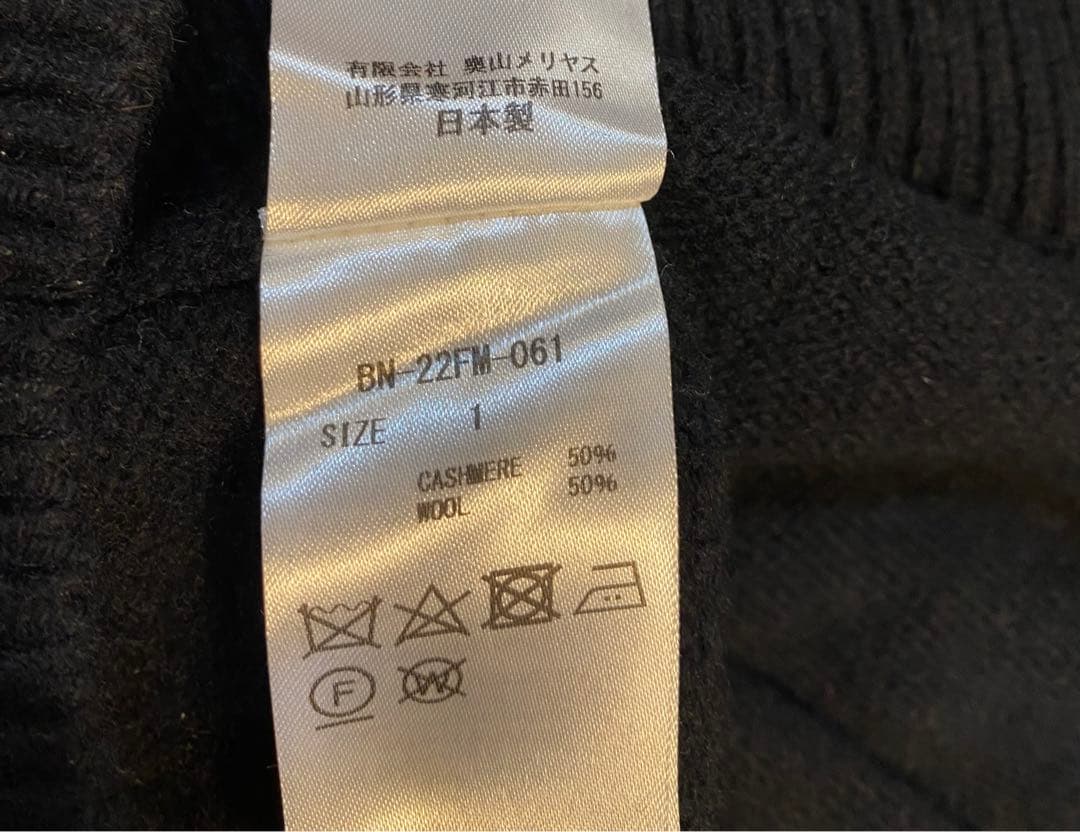 有限会社 奥山メリヤス
山形県寒河江市赤田156
日本製
BN-22FM-061
SIZE 1
CASHMERE 50%
WOOL 50%
F W